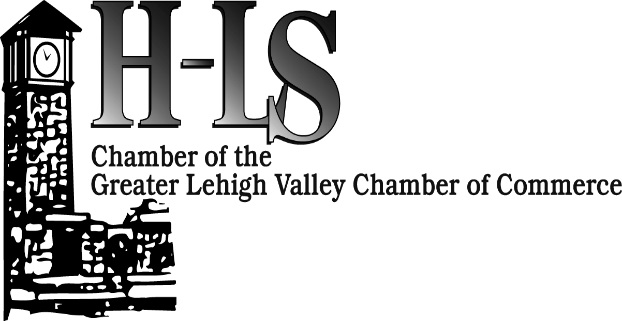 H-LS
Chamber of the
Greater Lehigh Valley Chamber of Commerce